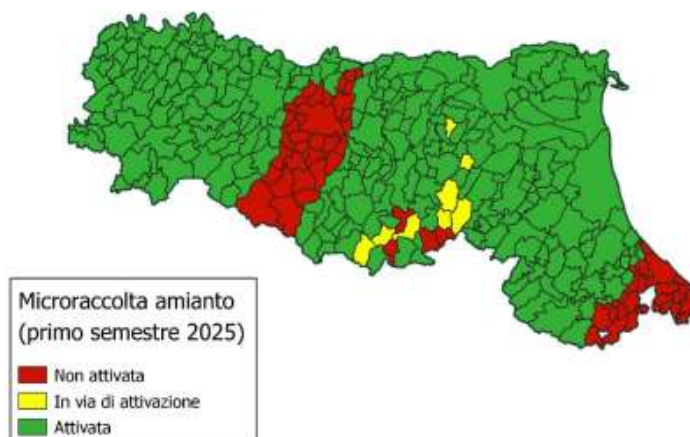 Microraccolta amianto
(primo semestre 2025)
Non attivata
In via di attivazione
Attivata